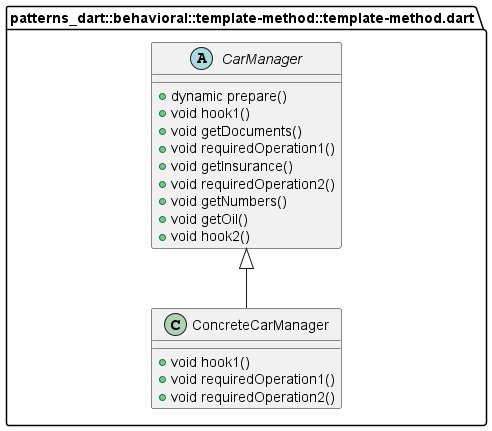 patterns_dart::behavioral::template-method::template-method.dart
A CarManager
dynamic prepare()
void hook1()
void getDocuments()
void requiredOperation1()
void getInsurance()
void requiredOperation2()
void getNumbers()
void getOil()
void hook2()
C ConcreteCarManager
void hook1()
void requiredOperation1()
void requiredOperation2()